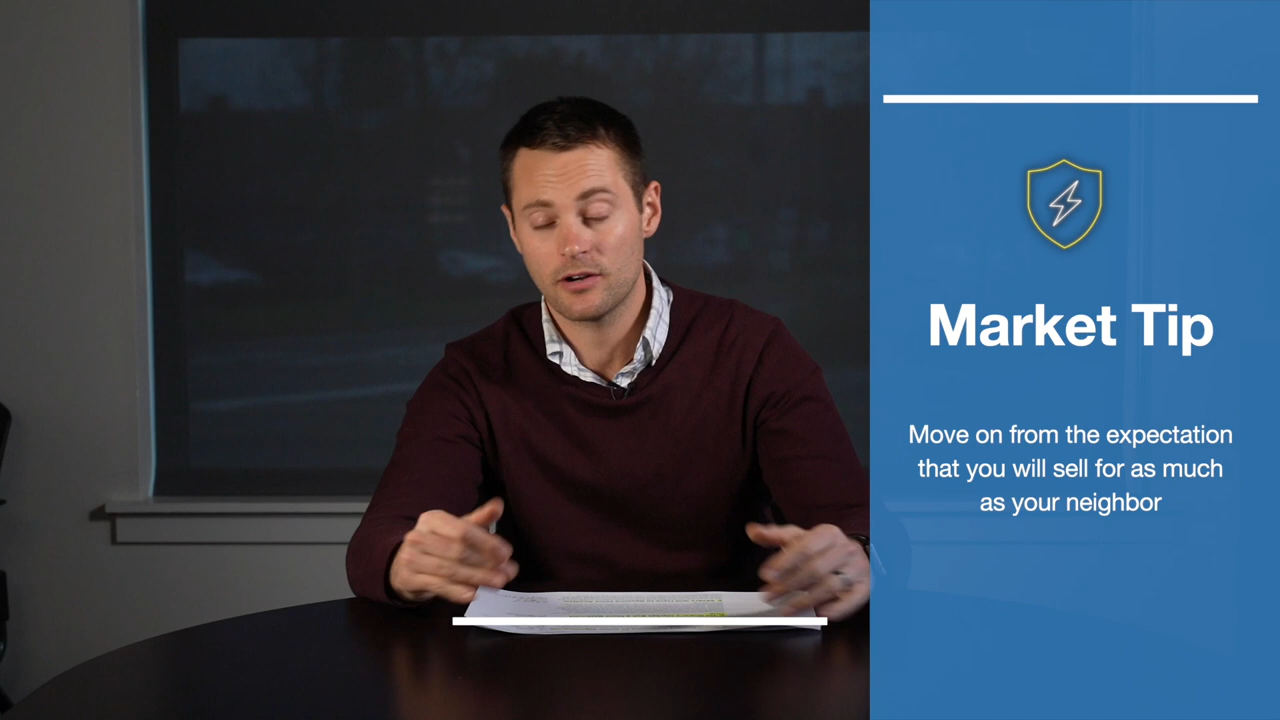 Market Tip
Move on from the expectation
that you will sell for as much
as your neighbor